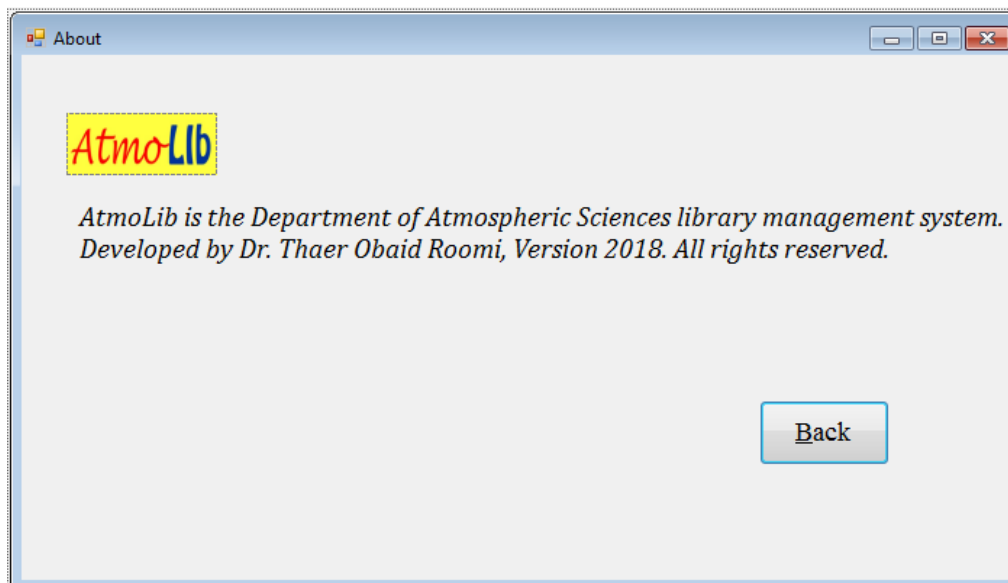 About
AtmoLIb
AtmoLib is the Department of Atmospheric Sciences library management system.
Developed by Dr. Thaer Obaid Roomi, Version 2018. All rights reserved.
Back